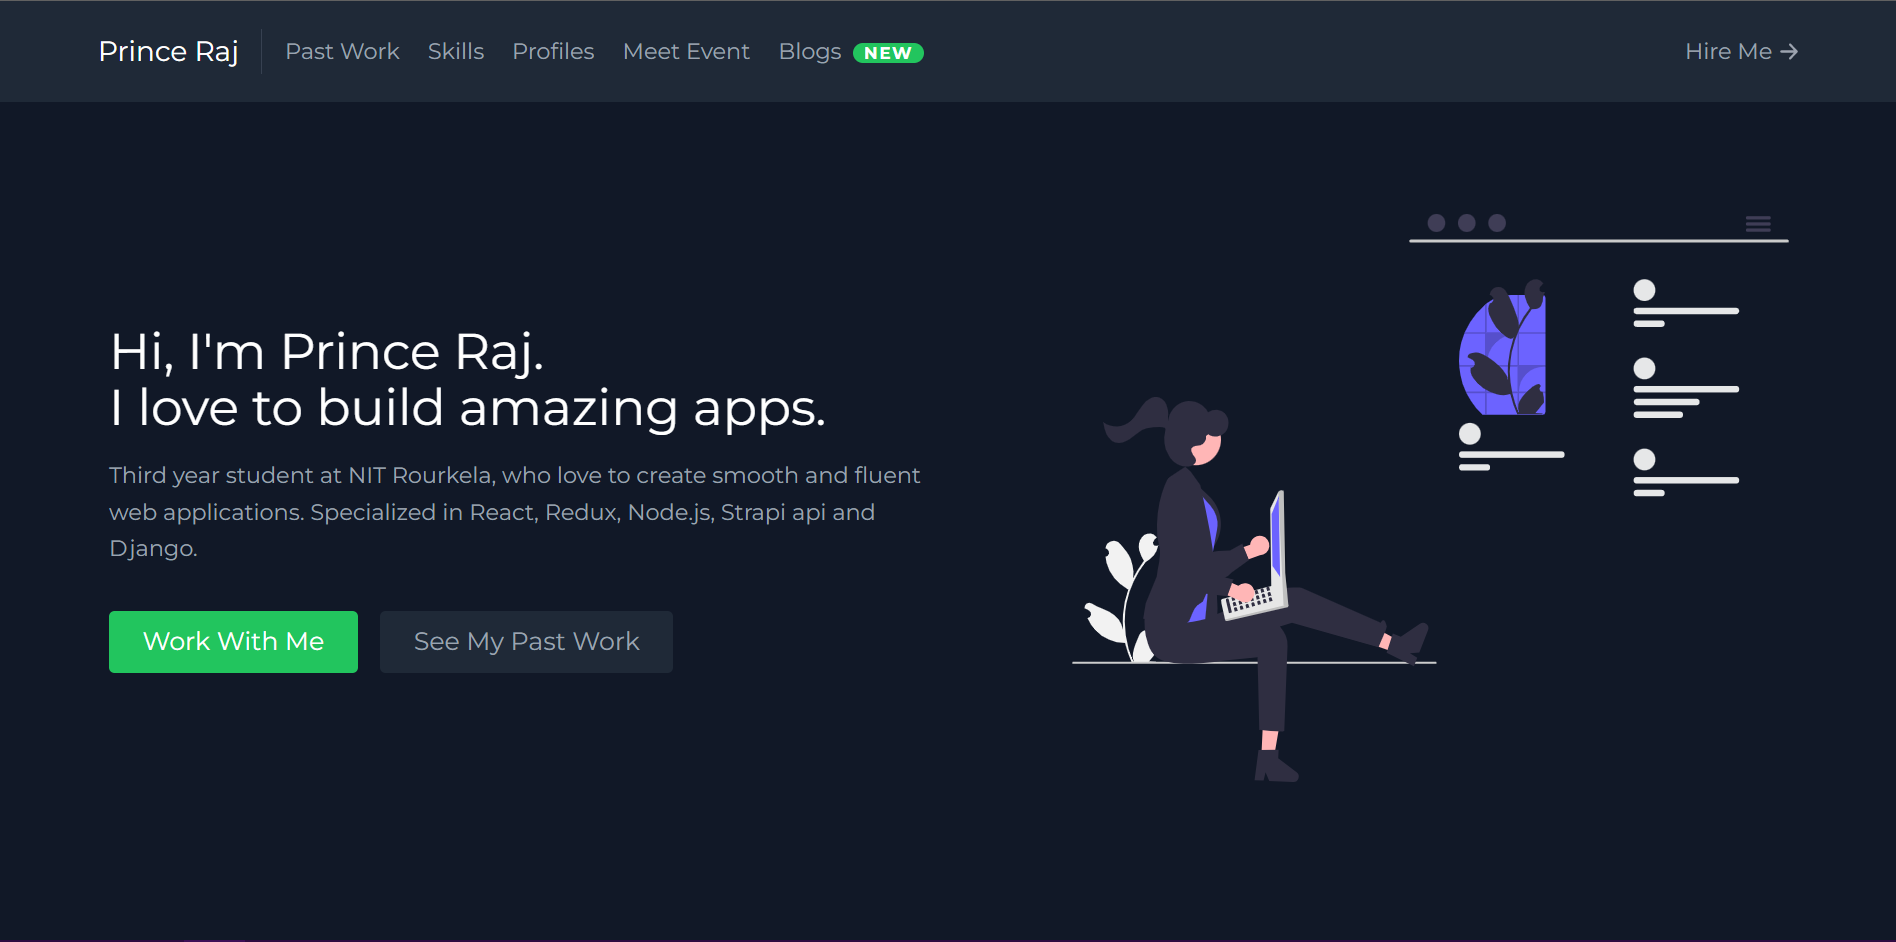 Prince Raj
Past Work
Skills
Profiles
Meet Event
Blogs NEW
Hire Me →
Hi, I'm Prince Raj.
I love to build amazing apps.
Third year student at NIT Rourkela, who love to create smooth and fluent
web applications. Specialized in React, Redux, Node.js, Strapi api and
Django.
Work With Me
See My Past Work